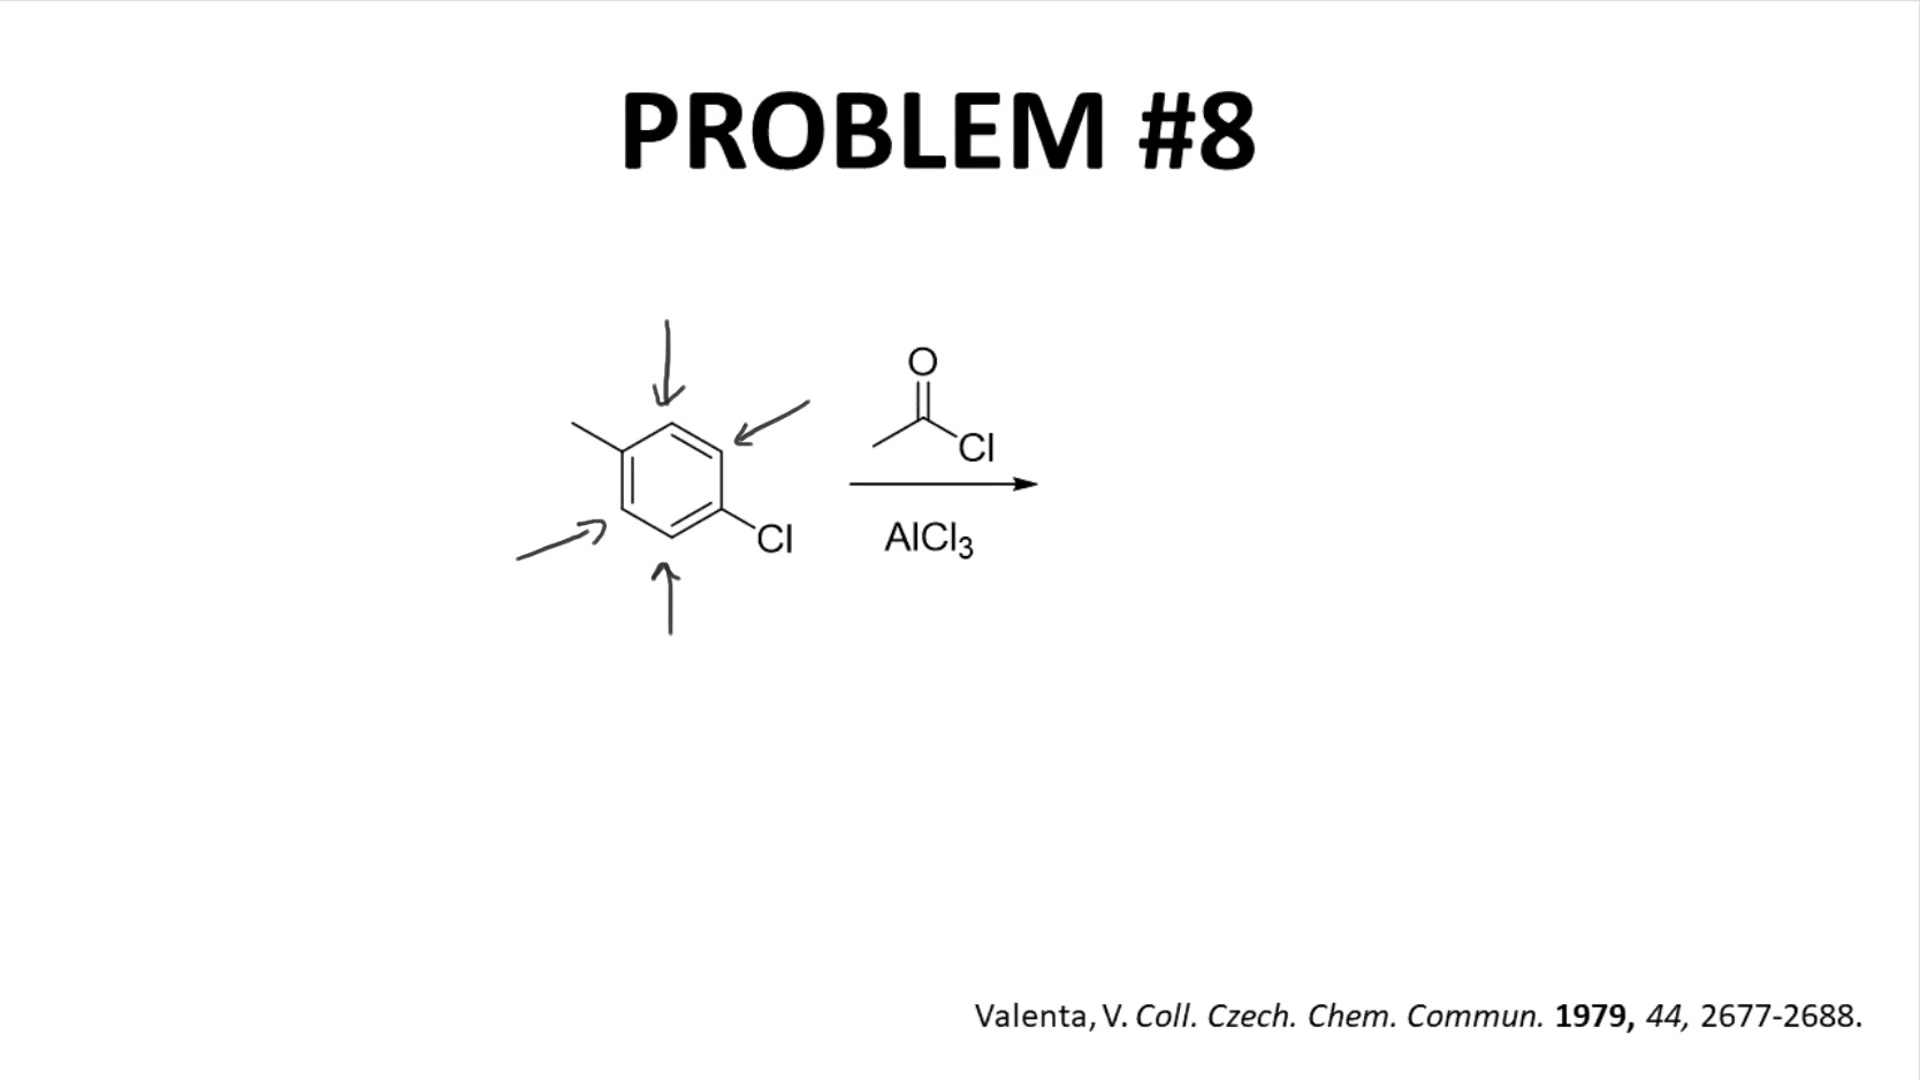 PROBLEM #8
O
Cl
Cl
AlCl₃
Valenta, V. Coll. Czech. Chem. Commun. 1979, 44, 2677-2688.